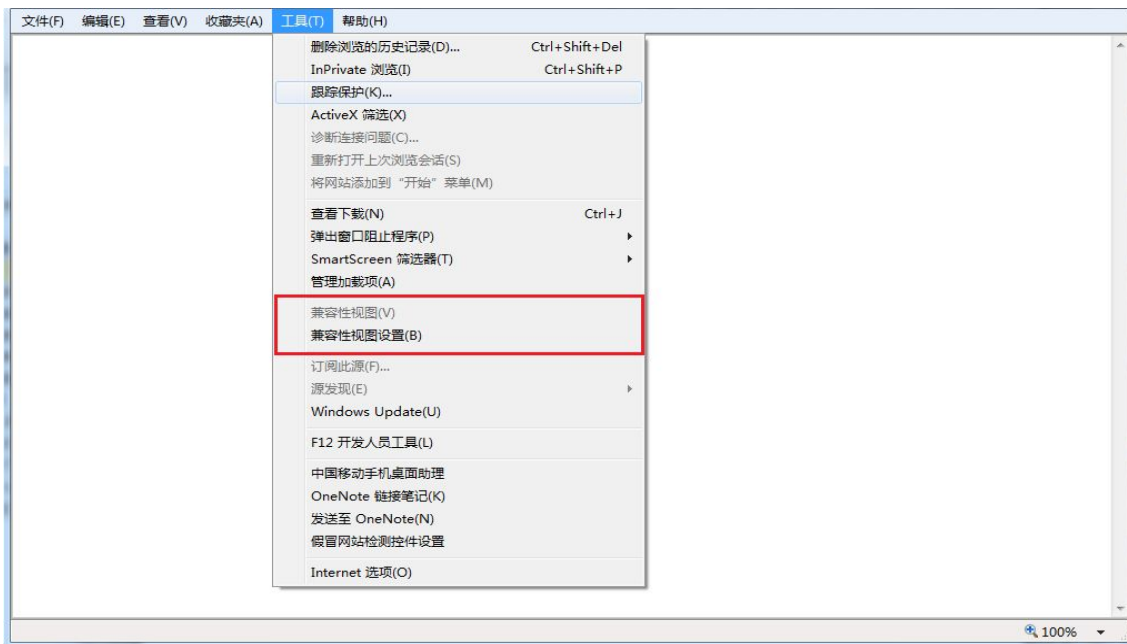 文件(F) 编辑(E) 查看(V) 收藏夹(A) 工具(T) 帮助(H)
删除浏览的历史记录(D)... Ctrl+Shift+Del
InPrivate 浏览(I) Ctrl+Shift+P
跟踪保护(K)...
ActiveX 筛选(X)
诊断连接问题(C)...
重新打开上次浏览会话(S)
将网站添加到“开始”菜单(M)
查看下载(N) Ctrl+J
弹出窗口阻止程序(P)
SmartScreen 筛选器(T)
管理加载项(A)
兼容性视图(V)
兼容性视图设置(B)
订阅此源(F)...
源发现(E)
Windows Update(U)
F12 开发人员工具(L)
中国移动手机桌面助理
OneNote 链接笔记(K)
发送至 OneNote(N)
假冒网站检测控件设置
Internet 选项(O)
100%